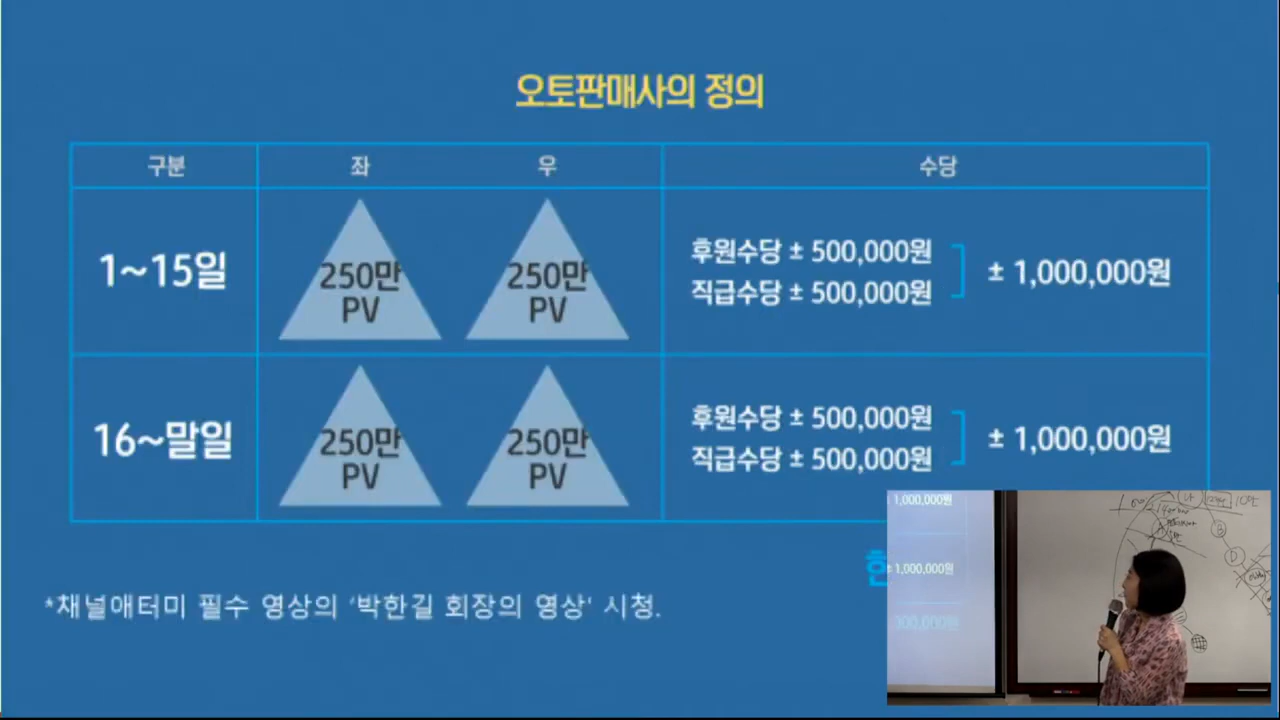 오토판매사의 정의
구분 좌 우 수당
1~15일
250만
PV
250만
PV
후원수당 ± 500,000원
직급수당 ± 500,000원
± 1,000,000원
16~말일
250만
PV
250만
PV
후원수당 ± 500,000원
직급수당 ± 500,000원
± 1,000,000원
*채널애터미 필수 영상의 ‘박한길 회장의 영상’ 시청.
1,000,000원
± 1,000,000원
000,000원